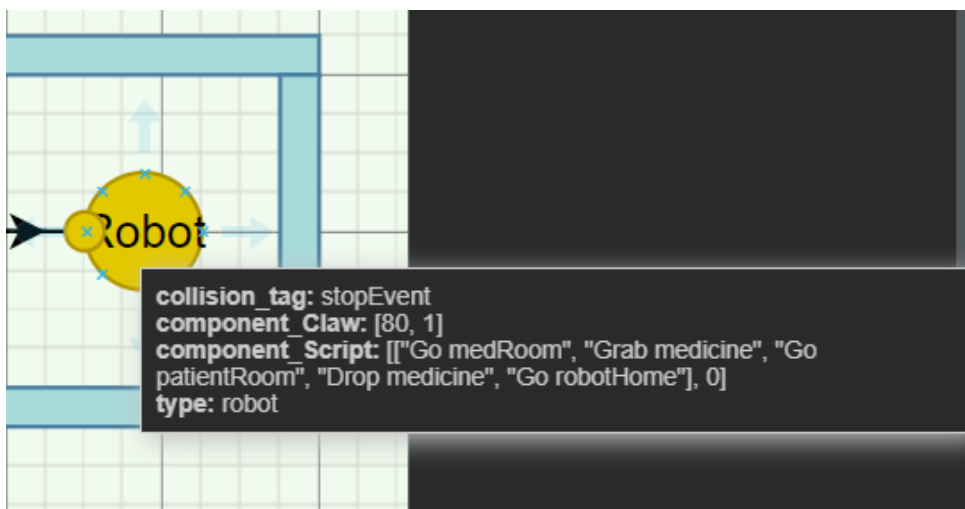 Robot
collision_tag: stopEvent
component_Claw: [80, 1]
component_Script: [["Go medRoom", "Grab medicine", "Go
patientRoom", "Drop medicine", "Go robotHome"], 0]
type: robot